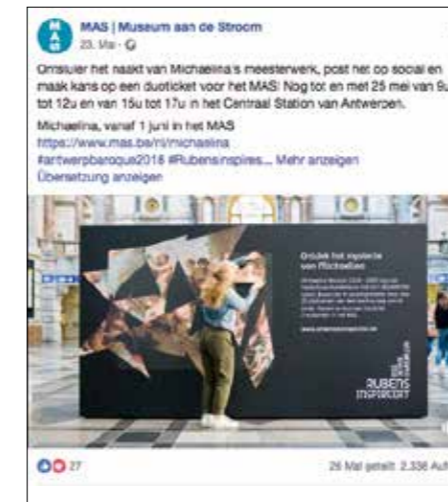 MAS
MAS | Museum aan de Stroom
23. Mai
Ontsluier het naakt van Michaelina's meesterwerk, post het op social en
maak kans op een duoticket voor het MAS! Nog tot en met 25 mei van 9u
tot 12u en van 15u tot 17u in het Centraal Station van Antwerpen.
Michaelina, vanaf 1 juni in het MAS
https://www.mas.be/nl/michaelina
#antwerpbaroque2018 #Rubensinspires... Mehr anzeigen
Übersetzung anzeigen
Ontdek het mysterie
van Michaelina
RUBENS
INSPIREERT
27
26 Mal geteilt 2.336 Auf